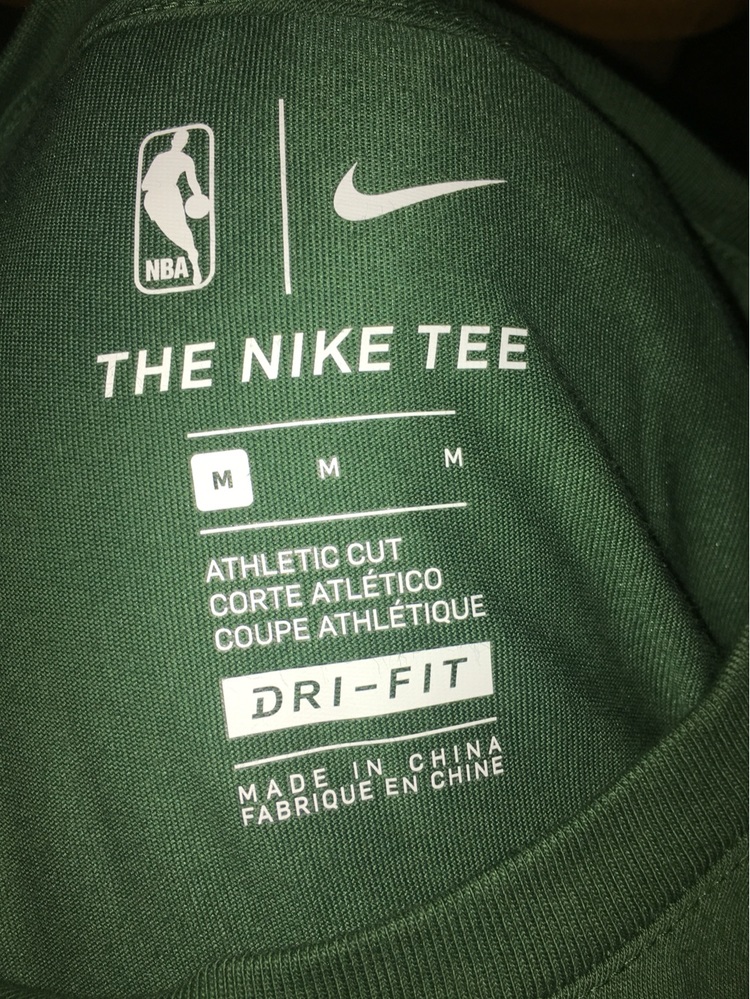 NBA
THE NIKE TEE
M M M
ATHLETIC CUT
CORTE ATLÉTICO
COUPE ATHLÉTIQUE
DRI-FIT
MADE IN CHINA
FABRIQUE EN CHINE